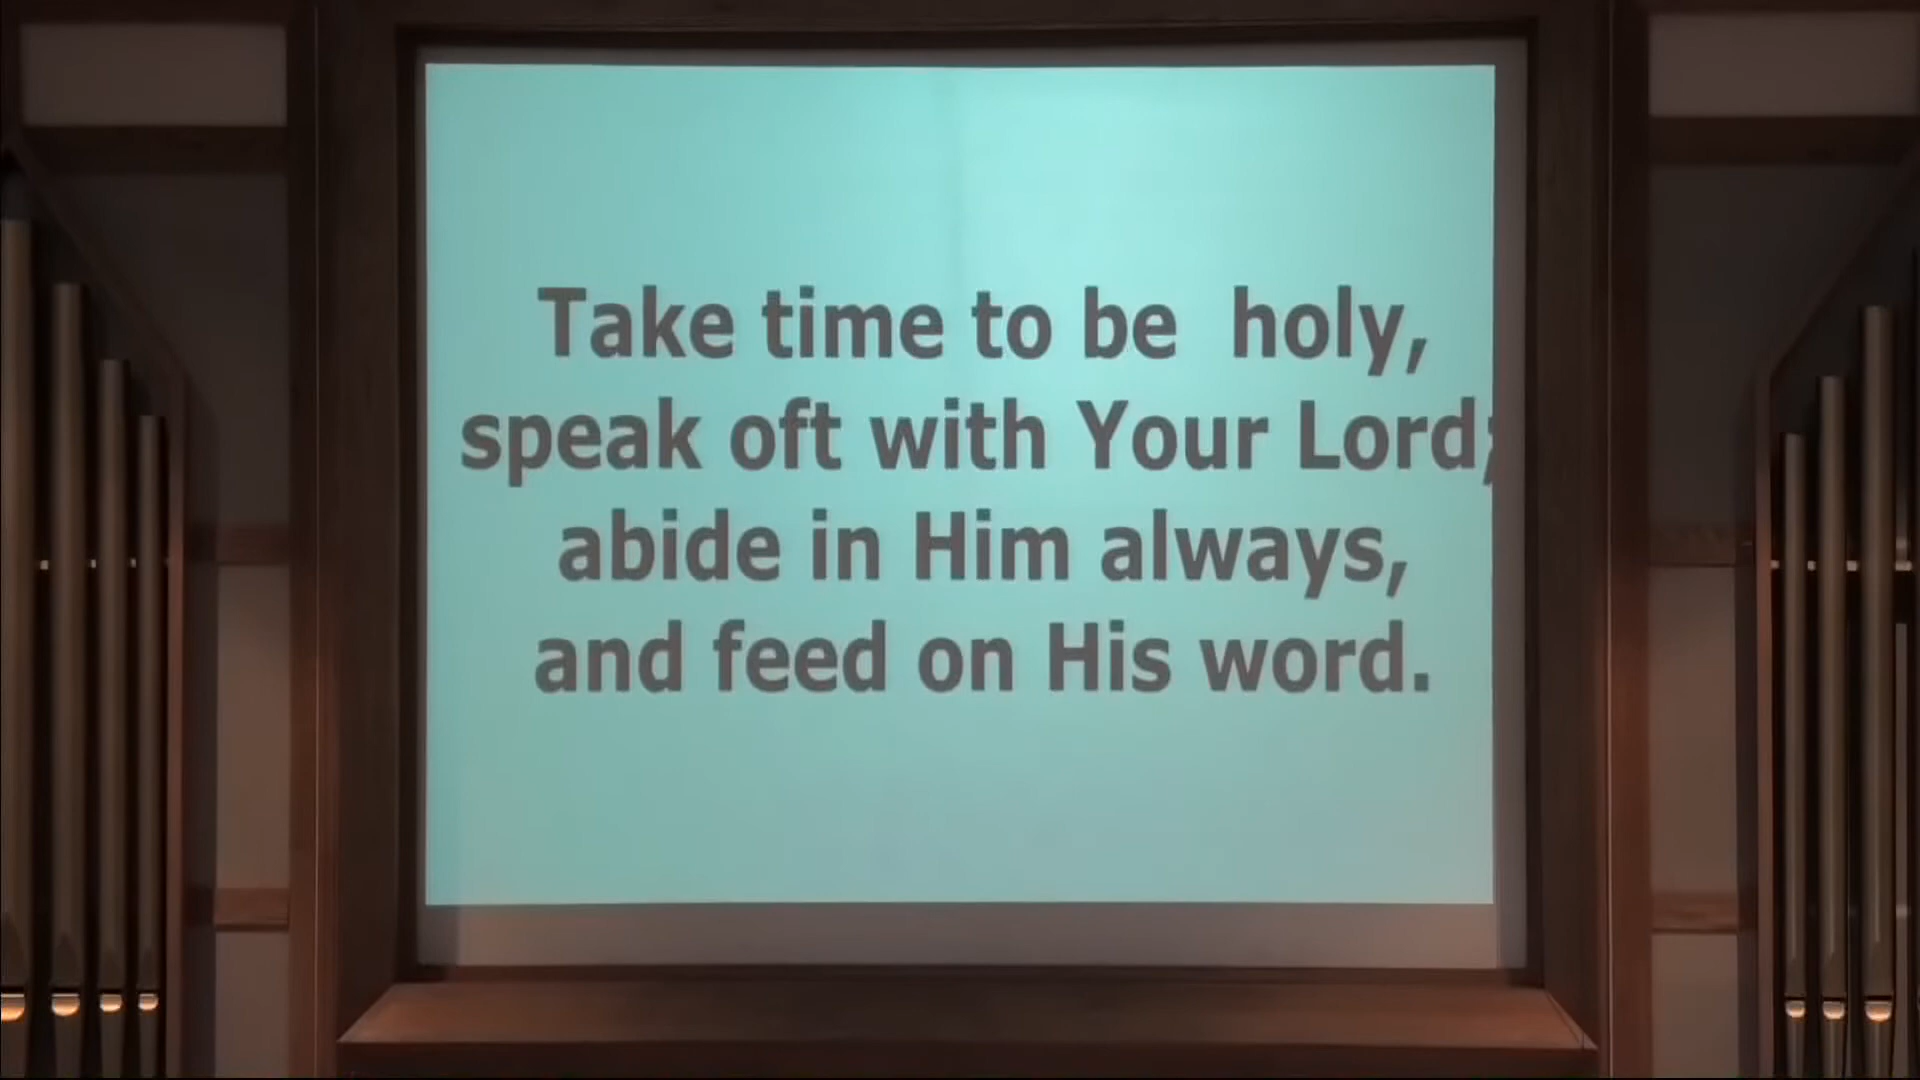 Take time to be holy,
speak oft with Your Lord;
abide in Him always,
and feed on His word.